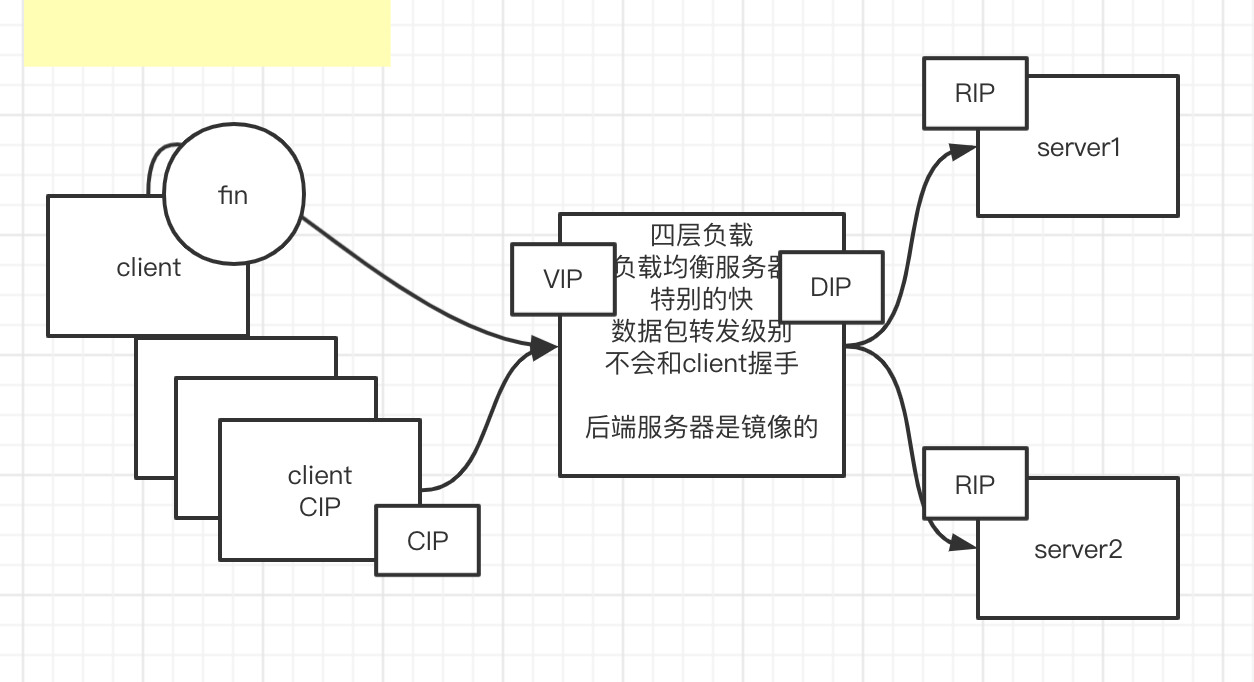 fin
client
client
CIP
CIP
VIP
四层负载
负载均衡服务器
特别的快
数据包转发级别
不会和client握手
后端服务器是镜像的
DIP
RIP
server1
RIP
server2